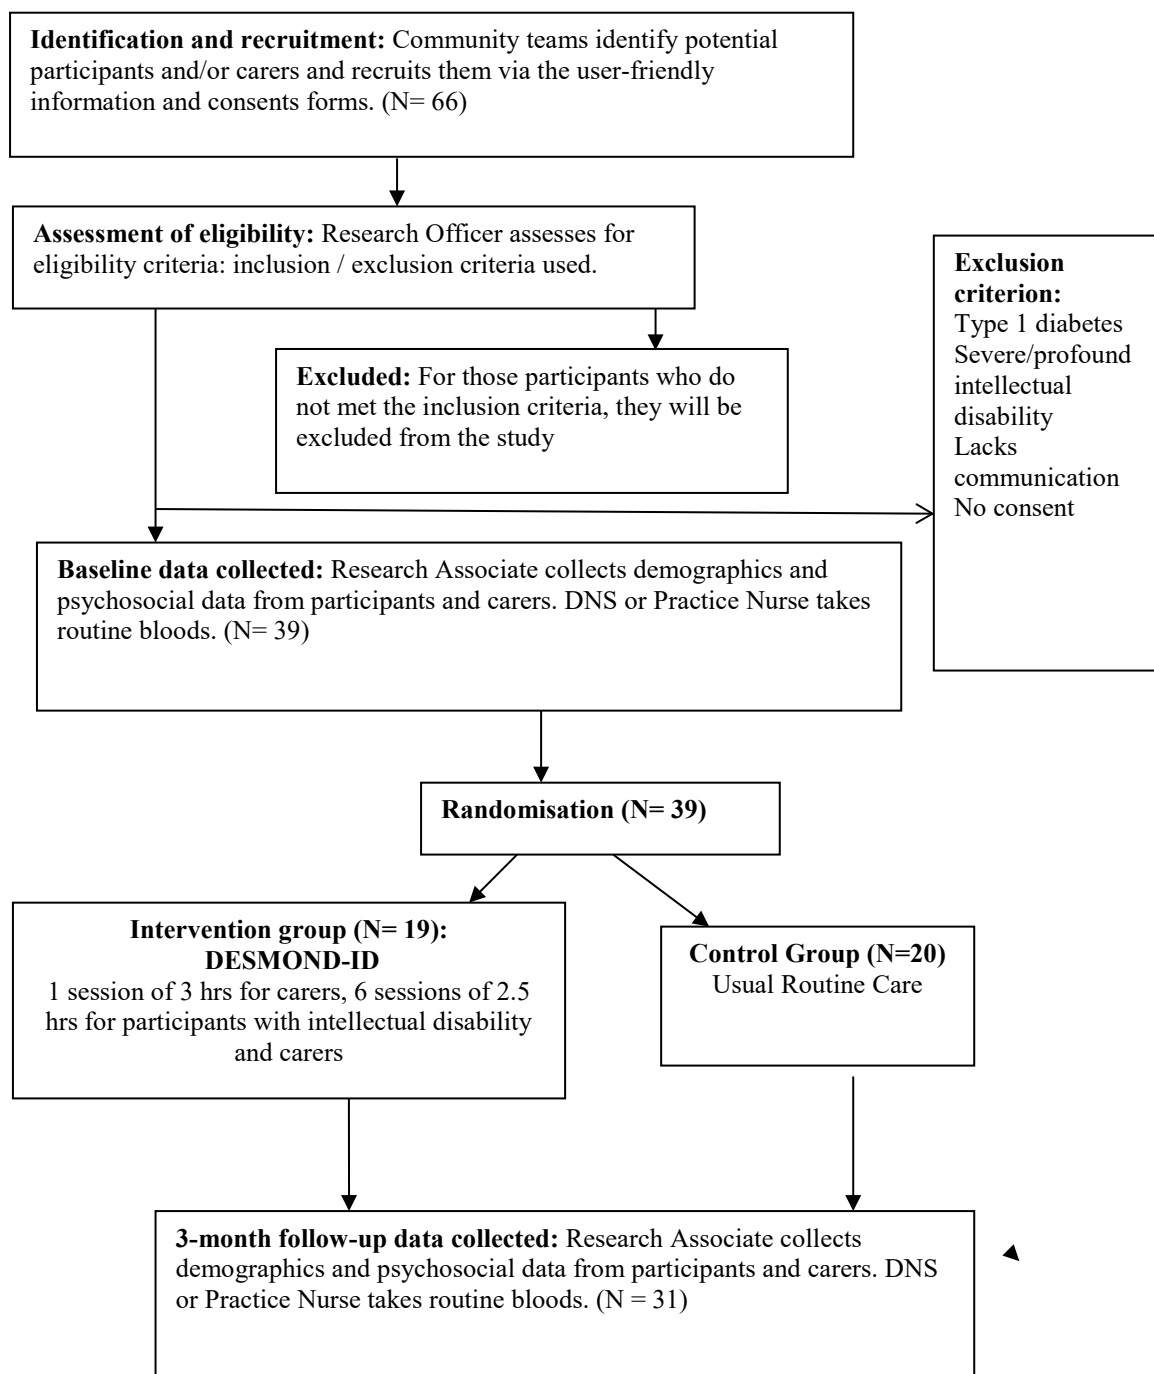 Identification and recruitment: Community teams identify potential
participants and/or carers and recruits them via the user-friendly
information and consents forms. (N= 66)
Assessment of eligibility: Research Officer assesses for
eligibility criteria: inclusion / exclusion criteria used.
Exclusion
criterion:
Type 1 diabetes
Severe/profound
intellectual
disability
Lacks
communication
No consent
Excluded: For those participants who do
not met the inclusion criteria, they will be
excluded from the study
Baseline data collected: Research Associate collects demographics and
psychosocial data from participants and carers. DNS or Practice Nurse takes
routine bloods. (N= 39)
Randomisation (N= 39)
Intervention group (N= 19):
DESMOND-ID
1 session of 3 hrs for carers, 6 sessions of 2.5
hrs for participants with intellectual disability
and carers
Control Group (N=20)
Usual Routine Care
3-month follow-up data collected: Research Associate collects
demographics and psychosocial data from participants and carers. DNS
or Practice Nurse takes routine bloods. (N = 31)